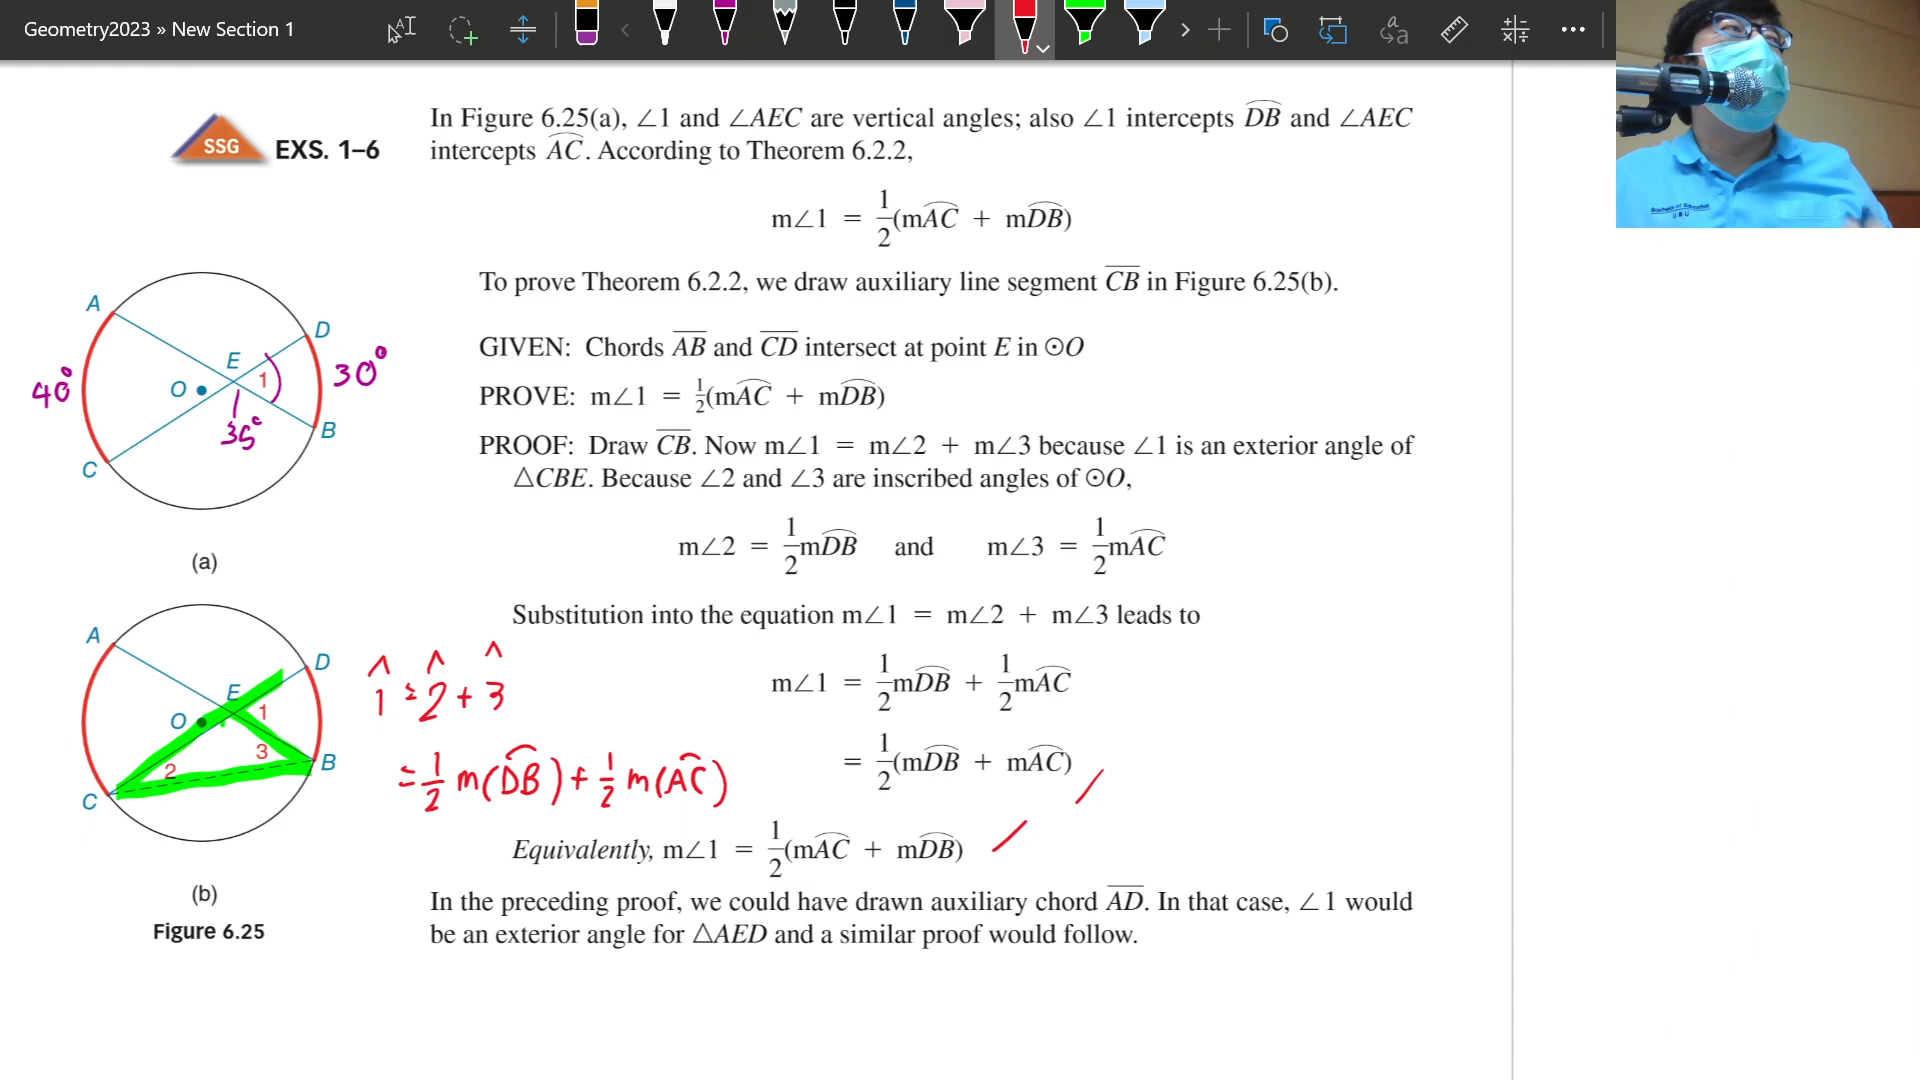 Geometry2023 » New Section 1
SSG EXS. 1–6
In Figure 6.25(a), ∠1 and ∠AEC are vertical angles; also ∠1 intercepts DB and ∠AEC
intercepts AC. According to Theorem 6.2.2,
m∠1 = 1/2(mAC + mDB)
To prove Theorem 6.2.2, we draw auxiliary line segment CB in Figure 6.25(b).
GIVEN: Chords AB and CD intersect at point E in ⊙O
PROVE: m∠1 = 1/2(mAC + mDB)
PROOF: Draw CB. Now m∠1 = m∠2 + m∠3 because ∠1 is an exterior angle of
△CBE. Because ∠2 and ∠3 are inscribed angles of ⊙O,
m∠2 = 1/2mDB and m∠3 = 1/2mAC
Substitution into the equation m∠1 = m∠2 + m∠3 leads to
m∠1 = 1/2mDB + 1/2mAC
= 1/2(mDB + mAC)
Equivalently, m∠1 = 1/2(mAC + mDB)
In the preceding proof, we could have drawn auxiliary chord AD. In that case, ∠1 would
be an exterior angle for △AED and a similar proof would follow.
A
D
E
1
O
B
C
40°
30°
35°
(a)
A
D
E
1
O
3
2
B
C
(b)
Figure 6.25
1 = 2 + 3
= 1/2 m(DB) + 1/2 m(AC)
Bachelor of Education